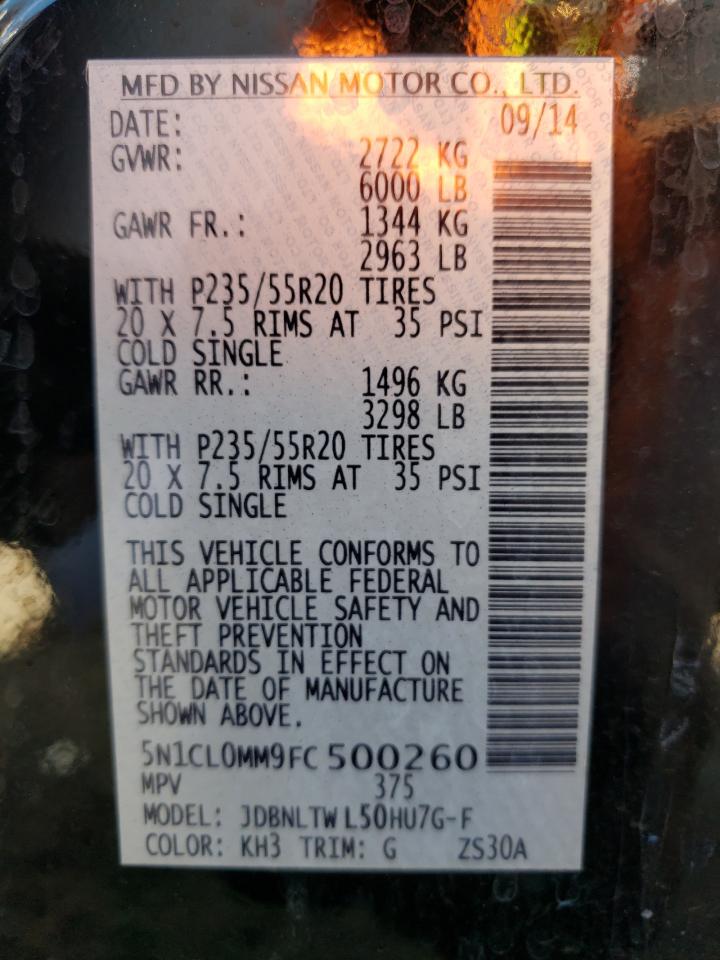 MFD BY NISSAN MOTOR CO., LTD.
DATE: 09/14
GVWR: 2722 KG
6000 LB
GAWR FR.: 1344 KG
2963 LB
WITH P235/55R20 TIRES
20 X 7.5 RIMS AT 35 PSI
COLD SINGLE
GAWR RR.: 1496 KG
3298 LB
WITH P235/55R20 TIRES
20 X 7.5 RIMS AT 35 PSI
COLD SINGLE
THIS VEHICLE CONFORMS TO
ALL APPLICABLE FEDERAL
MOTOR VEHICLE SAFETY AND
THEFT PREVENTION
STANDARDS IN EFFECT ON
THE DATE OF MANUFACTURE
SHOWN ABOVE.
5N1CL0MM9FC500260
MPV 375
MODEL: JDBNLTWL50HU7G-F
COLOR: KH3 TRIM: G ZS30A